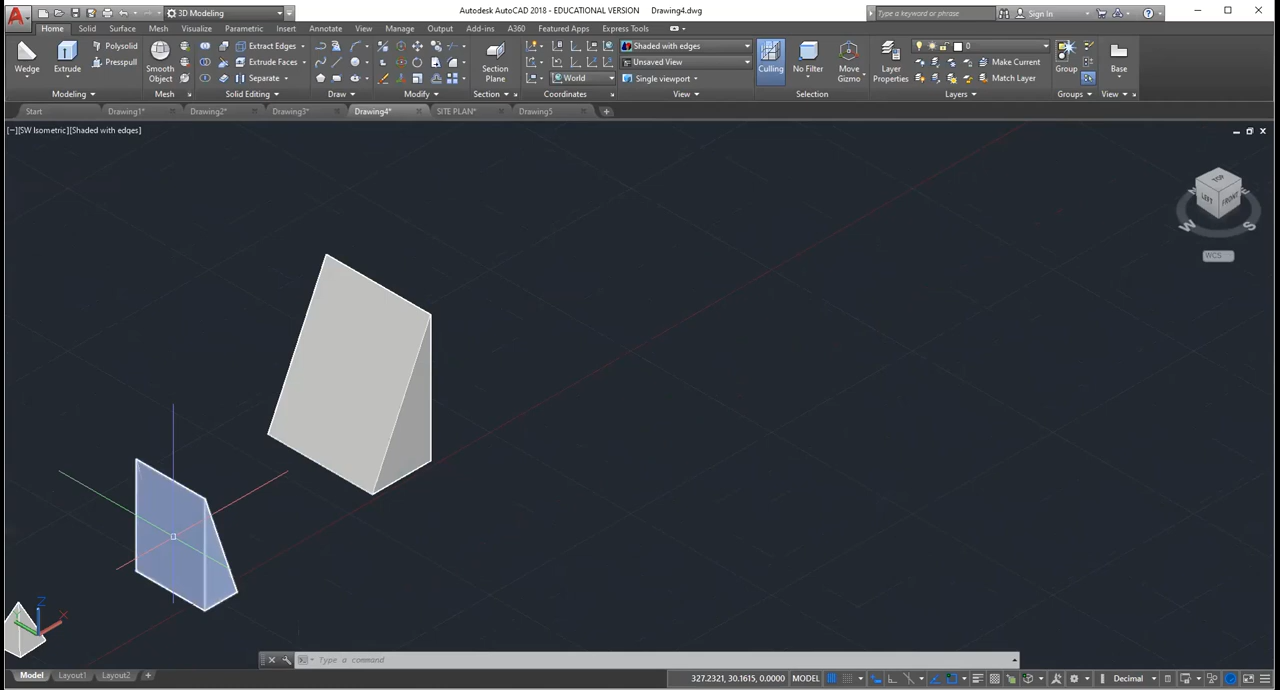 3D Modeling
Autodesk AutoCAD 2018 - EDUCATIONAL VERSION Drawing4.dwg
Type a keyword or phrase
Sign In
Home Solid Surface Mesh Visualize Parametric Insert Annotate View Manage Output Add-ins A360 Featured Apps Express Tools
Wedge
Extrude
Polysolid
Presspull
Smooth
Object
Extrude Edges
Extrude Faces
Separate
Section
Plane
World
Shaded with edges
Unsaved View
Single viewport
Culling
No Filter
Move
Gizmo
Layer
Properties
0
Make Current
Match Layer
Group
Base
Modeling
Mesh
Solid Editing
Draw
Modify
Section
Coordinates
View
Selection
Layers
Groups
View
Start
Drawing1*
Drawing2*
Drawing3*
Drawing4*
SITE PLAN*
Drawing5
[−][SW Isometric][Shaded with edges]
TOP
LEFT
FRONT
N
E
W
S
WCS
Z
X
Y
Type a command
Model Layout1 Layout2
327.2321, 30.1615, 0.0000 MODEL
Decimal